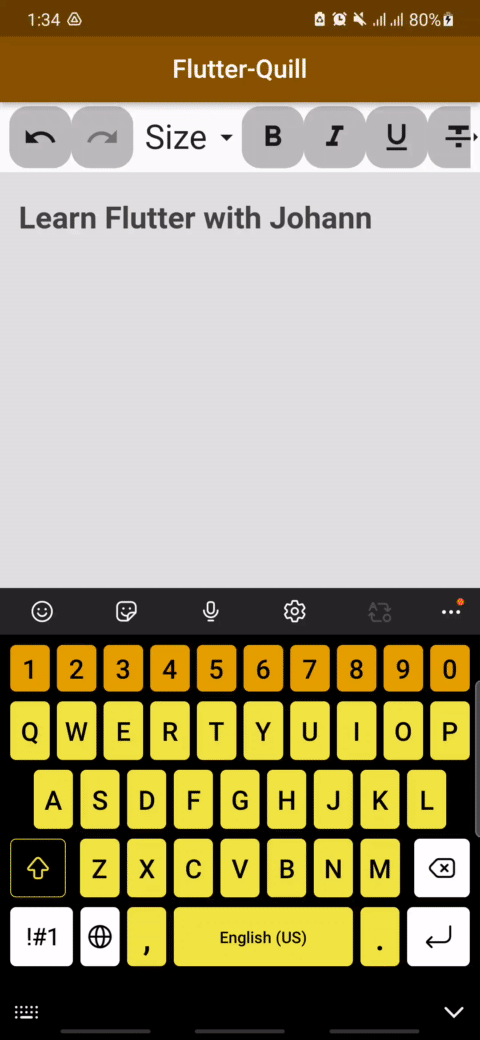 1:34 80%
Flutter-Quill
Size B I U T
Learn Flutter with Johann
1 2 3 4 5 6 7 8 9 0
Q W E R T Y U I O P
A S D F G H J K L
Z X C V B N M
!#1 , English (US) .